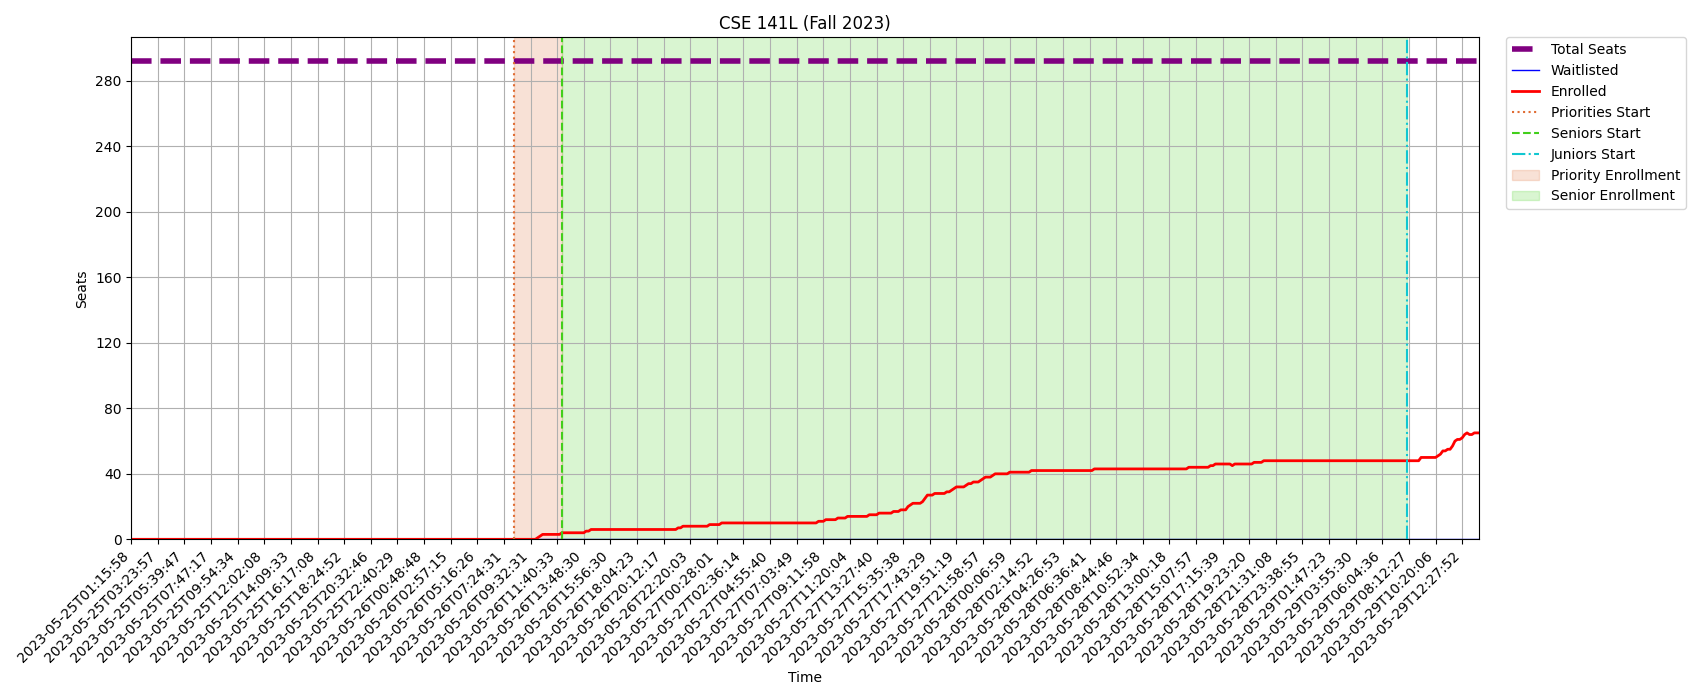 CSE 141L (Fall 2023)
Total Seats
Waitlisted
Enrolled
Priorities Start
Seniors Start
Juniors Start
Priority Enrollment
Senior Enrollment
Seats
280
240
200
160
120
80
40
0
2023-05-25T01:15:58
2023-05-25T03:23:57
2023-05-25T05:39:47
2023-05-25T07:47:17
2023-05-25T09:54:34
2023-05-25T12:02:08
2023-05-25T14:09:33
2023-05-25T16:17:08
2023-05-25T18:24:52
2023-05-25T20:32:46
2023-05-25T22:40:29
2023-05-26T00:48:48
2023-05-26T02:57:15
2023-05-26T05:16:26
2023-05-26T07:24:31
2023-05-26T09:32:31
2023-05-26T11:40:33
2023-05-26T13:48:30
2023-05-26T15:56:30
2023-05-26T18:04:23
2023-05-26T20:12:17
2023-05-26T22:20:03
2023-05-27T00:28:01
2023-05-27T02:36:14
2023-05-27T04:55:40
2023-05-27T07:03:49
2023-05-27T09:11:58
2023-05-27T11:20:04
2023-05-27T13:27:40
2023-05-27T15:35:38
2023-05-27T17:43:29
2023-05-27T19:51:19
2023-05-27T21:58:57
2023-05-28T00:06:59
2023-05-28T02:14:52
2023-05-28T04:26:53
2023-05-28T06:36:41
2023-05-28T08:44:46
2023-05-28T10:52:34
2023-05-28T13:00:18
2023-05-28T15:07:57
2023-05-28T17:15:39
2023-05-28T19:23:20
2023-05-28T21:31:08
2023-05-28T23:38:55
2023-05-29T01:47:23
2023-05-29T03:55:30
2023-05-29T06:04:36
2023-05-29T08:12:27
2023-05-29T10:20:06
2023-05-29T12:27:52
Time